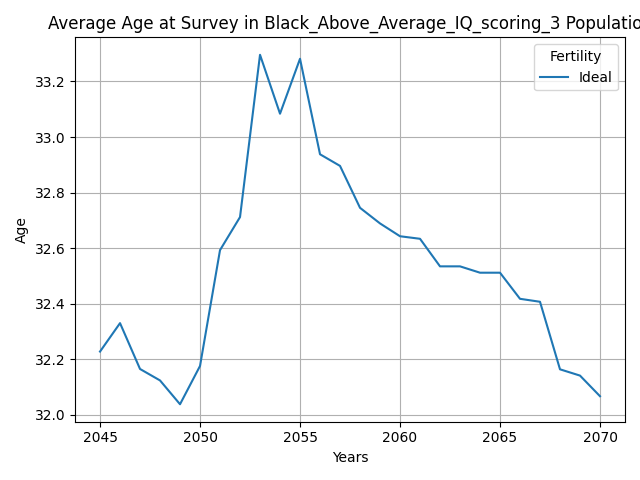 Average Age at Survey in Black_Above_Average_IQ_scoring_3 Populatio
Fertility
Ideal
33.2
33.0
32.8
32.6
32.4
32.2
32.0
Age
2045 2050 2055 2060 2065 2070
Years